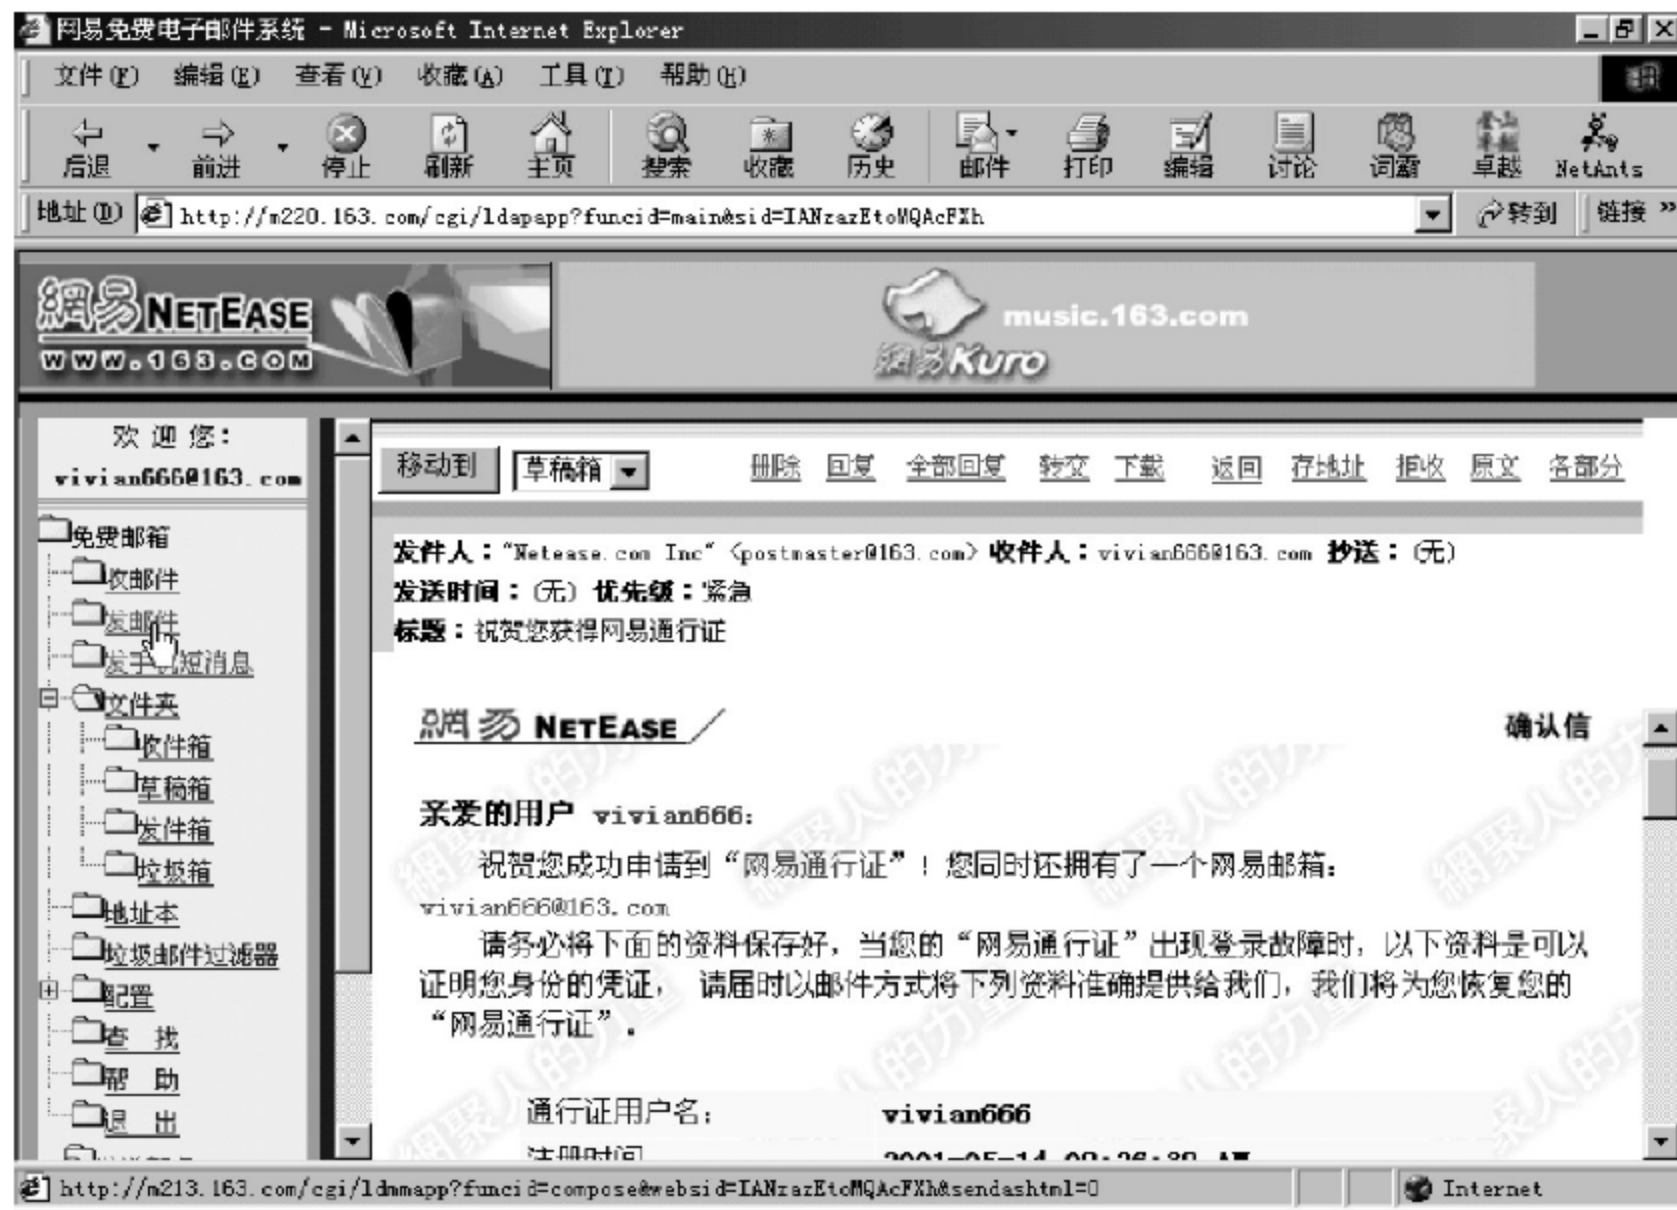 网易免费电子邮件系统 - Microsoft Internet Explorer
文件(F) 编辑(E) 查看(V) 收藏(A) 工具(T) 帮助(H)
后退 前进 停止 刷新 主页 搜索 收藏 历史 邮件 打印 编辑 讨论 词霸 卓越 NetAnts
地址(D) http://m220.163.com/cgi/ldapapp?funcid=main&sid=IANzazEtoMQAcFXh 转到 链接 »
網易 NETEASE
www.163.com
music.163.com
網易Kuro
欢 迎 您:
vivian666@163.com
免费邮箱
收邮件
发邮件
发手机短消息
文件夹
收件箱
草稿箱
发件箱
垃圾箱
地址本
垃圾邮件过滤器
配置
查 找
帮 助
退 出
移动到 草稿箱 删除 回复 全部回复 转交 下载 返回 存地址 拒收 原文 各部分
发件人："Netease.com Inc" <postmaster@163.com> 收件人：vivian666@163.com 抄送：(无)
发送时间：(无) 优先级：紧急
标题：祝贺您获得网易通行证
網易 NETEASE 确认信
亲爱的用户 vivian666:
祝贺您成功申请到“网易通行证”！您同时还拥有了一个网易邮箱:
vivian666@163.com
请务必将下面的资料保存好，当您的“网易通行证”出现登录故障时，以下资料是可以
证明您身份的凭证， 请届时以邮件方式将下列资料准确提供给我们，我们将为您恢复您的
“网易通行证”。
通行证用户名: vivian666
注册时间 2001-05-14 08:26:38 AM
http://m213.163.com/cgi/ldmmapp?funcid=compose&websid=IANzazEtoMQAcFXh&sendashtml=0 Internet